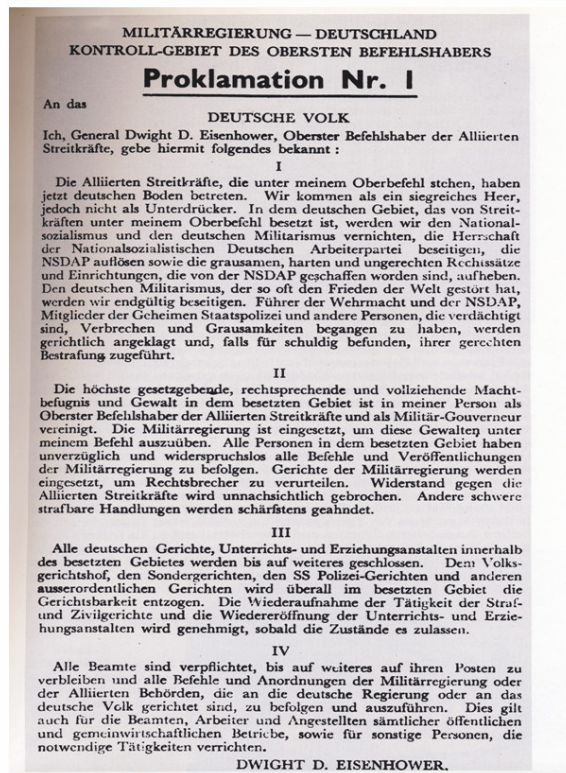 MILITÄRREGIERUNG — DEUTSCHLAND
KONTROLL-GEBIET DES OBERSTEN BEFEHLSHABERS
Proklamation Nr. I
An das
DEUTSCHE VOLK
Ich, General Dwight D. Eisenhower, Oberster Befehlshaber der Alliierten
Streitkräfte, gebe hiermit folgendes bekannt :
I
Die Alliierten Streitkräfte, die unter meinem Oberbefehl stehen, haben
jetzt deutschen Boden betreten. Wir kommen als ein siegreiches Heer,
jedoch nicht als Unterdrücker. In dem deutschen Gebiet, das von Streit-
kräften unter meinem Oberbefehl besetzt ist, werden wir den National-
sozialismus und den deutschen Militarismus vernichten, die Herrschaft
der Nationalsozialistischen Deutschen Arbeiterpartei beseitigen, die
NSDAP auflösen sowie die grausamen, harten und ungerechten Rechtssätze
und Einrichtungen, die von der NSDAP geschaffen worden sind, aufheben.
Den deutschen Militarismus, der so oft den Frieden der Welt gestört hat,
werden wir endgültig beseitigen. Führer der Wehrmacht und der NSDAP,
Mitglieder der Geheimen Staatspolizei und andere Personen, die verdächtigt
sind, Verbrechen und Grausamkeiten begangen zu haben, werden
gerichtlich angeklagt und, falls für schuldig befunden, ihrer gerechten
Bestrafung zugeführt.
II
Die höchste gesetzgebende, rechtsprechende und vollziehende Macht-
befugnis und Gewalt in dem besetzten Gebiet ist in meiner Person als
Oberster Befehlshaber der Alliierten Streitkräfte und als Militär-Gouverneur
vereinigt. Die Militärregierung ist eingesetzt, um diese Gewalten unter
meinem Befehl auszuüben. Alle Personen in dem besetzten Gebiet haben
unverzüglich und widerspruchslos alle Befehle und Veröffentlichungen
der Militärregierung zu befolgen. Gerichte der Militärregierung werden
eingesetzt, um Rechtsbrecher zu verurteilen. Widerstand gegen die
Alliierten Streitkräfte wird unnachsichtlich gebrochen. Andere schwere
strafbare Handlungen werden schärfstens geahndet.
III
Alle deutschen Gerichte, Unterrichts- und Erziehungsanstalten innerhalb
des besetzten Gebietes werden bis auf weiteres geschlossen. Dem Volks-
gerichtshof, den Sondergerichten, den SS Polizei-Gerichten und anderen
ausserordentlichen Gerichten wird überall im besetzten Gebiet die
Gerichtsbarkeit entzogen. Die Wiederaufnahme der Tätigkeit der Straf-
und Zivilgerichte und die Wiedereröffnung der Unterrichts- und Erzie-
hungsanstalten wird genehmigt, sobald die Zustände es zulassen.
IV
Alle Beamte sind verpflichtet, bis auf weiteres auf ihren Posten zu
verbleiben und alle Befehle und Anordnungen der Militärregierung oder
der Alliierten Behörden, die an die deutsche Regierung oder an das
deutsche Volk gerichtet sind, zu befolgen und auszuführen. Dies gilt
auch für die Beamten, Arbeiter und Angestellten sämtlicher öffentlichen
und gemeinwirtschaftlichen Betriebe, sowie für sonstige Personen, die
notwendige Tätigkeiten verrichten.
DWIGHT D. EISENHOWER.